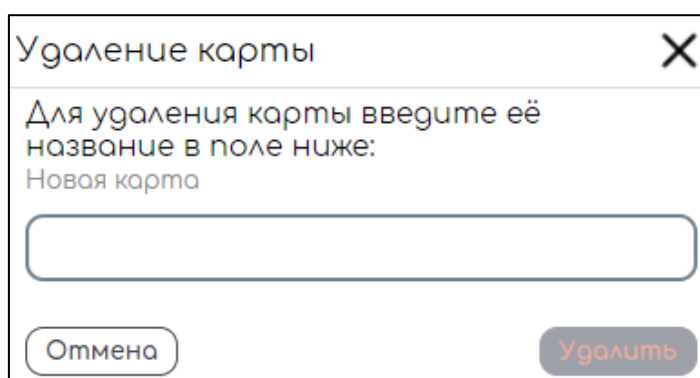 Удаление карты
Для удаления карты введите её
название в поле ниже:
Новая карта
Отмена
Удалить